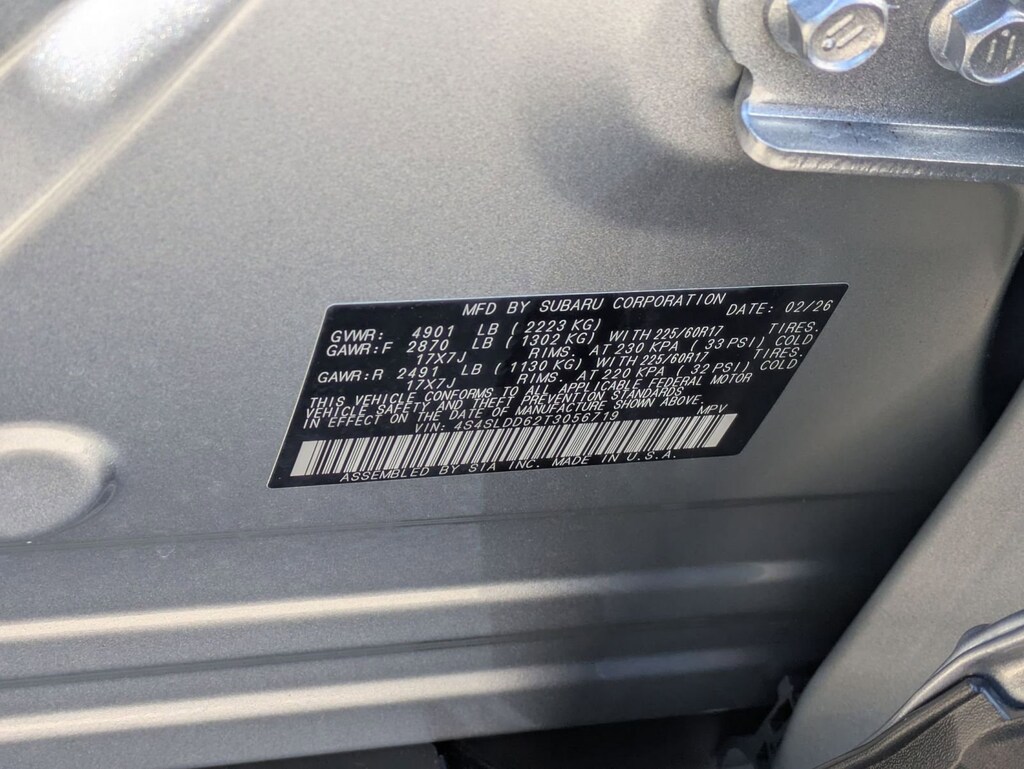 MFD BY SUBARU CORPORATION DATE: 02/26
GVWR: 4901 LB ( 2223 KG)
GAWR:F 2870 LB ( 1302 KG) WITH 225/60R17 TIRES.
17X7J RIMS. AT 230 KPA ( 33 PSI) COLD
GAWR:R 2491 LB ( 1130 KG) WITH 225/60R17 TIRES.
17X7J RIMS. AT 220 KPA ( 32 PSI) COLD
THIS VEHICLE CONFORMS TO ALL APPLICABLE FEDERAL MOTOR
VEHICLE SAFETY AND THEFT PREVENTION STANDARDS
IN EFFECT ON THE DATE OF MANUFACTURE SHOWN ABOVE.
VIN: 4S4SLDD62T3056719 MPV
ASSEMBLED BY SIA INC. MADE IN U.S.A.